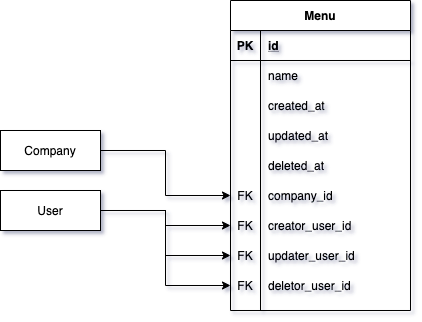 Menu
PK id
name
created_at
updated_at
deleted_at
Company
FK company_id
User
FK creator_user_id
FK updater_user_id
FK deletor_user_id